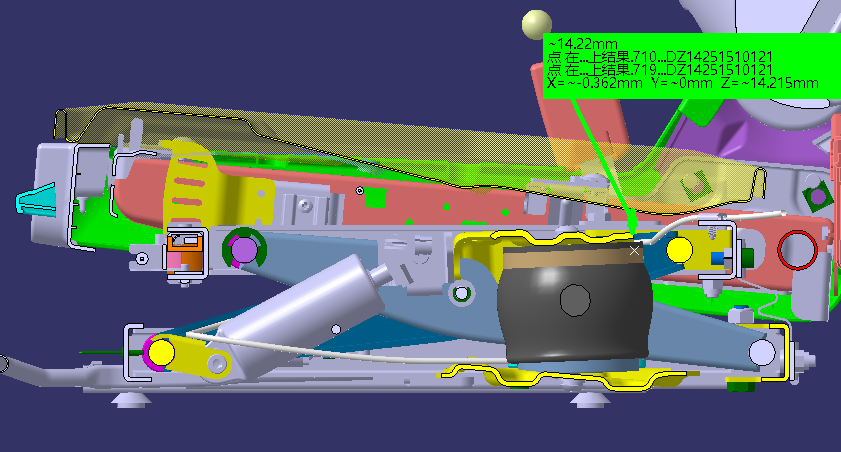 ~14.22mm
点 在...上结果.710...DZ14251510121
点 在...上结果.719...DZ14251510121
X=~-0.362mm Y=~0mm Z=~14.215mm